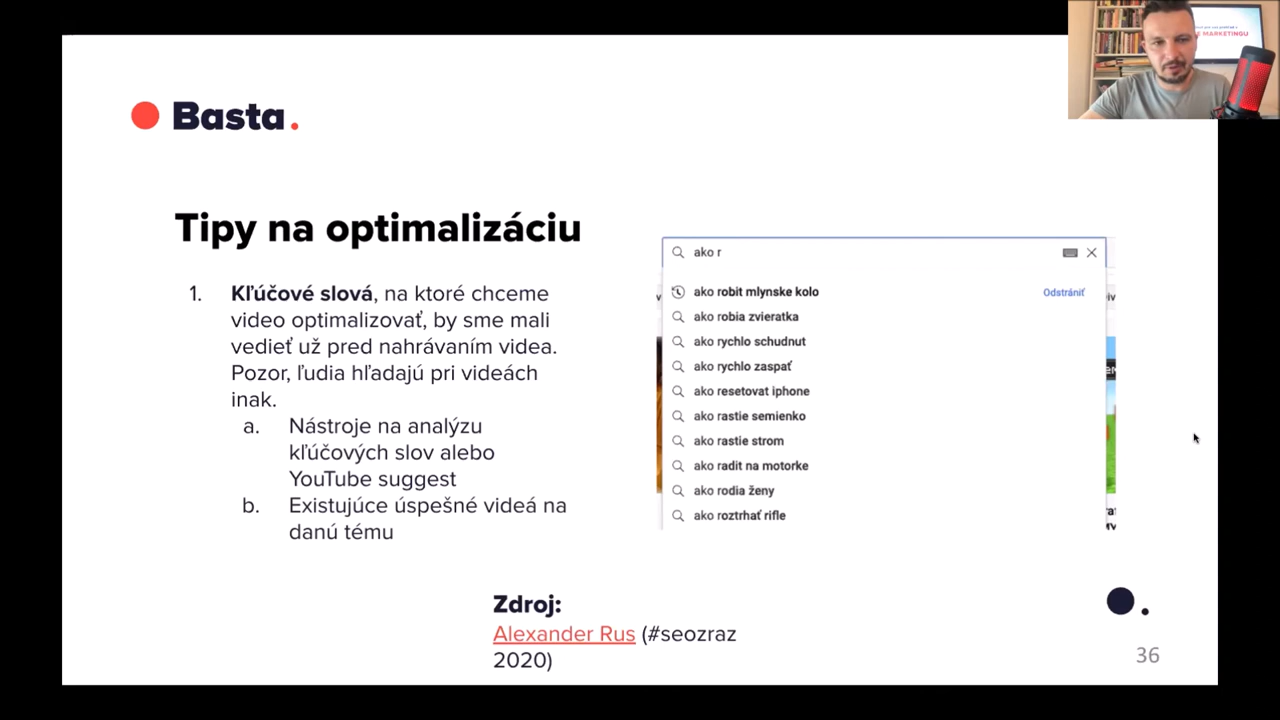 E MARKETINGU
Basta.
Tipy na optimalizáciu
1. Kľúčové slová, na ktoré chceme
video optimalizovať, by sme mali
vedieť už pred nahrávaním videa.
Pozor, ľudia hľadajú pri videách
inak.
a. Nástroje na analýzu
kľúčových slov alebo
YouTube suggest
b. Existujúce úspešné videá na
danú tému
ako r
ako robit mlynske kolo Odstrániť
ako robia zvieratka
ako rychlo schudnut
ako rychlo zaspať
ako resetovat iphone
ako rastie semienko
ako rastie strom
ako radit na motorke
ako rodia ženy
ako roztrhať rifle
Zdroj:
Alexander Rus (#seozraz
2020)
36